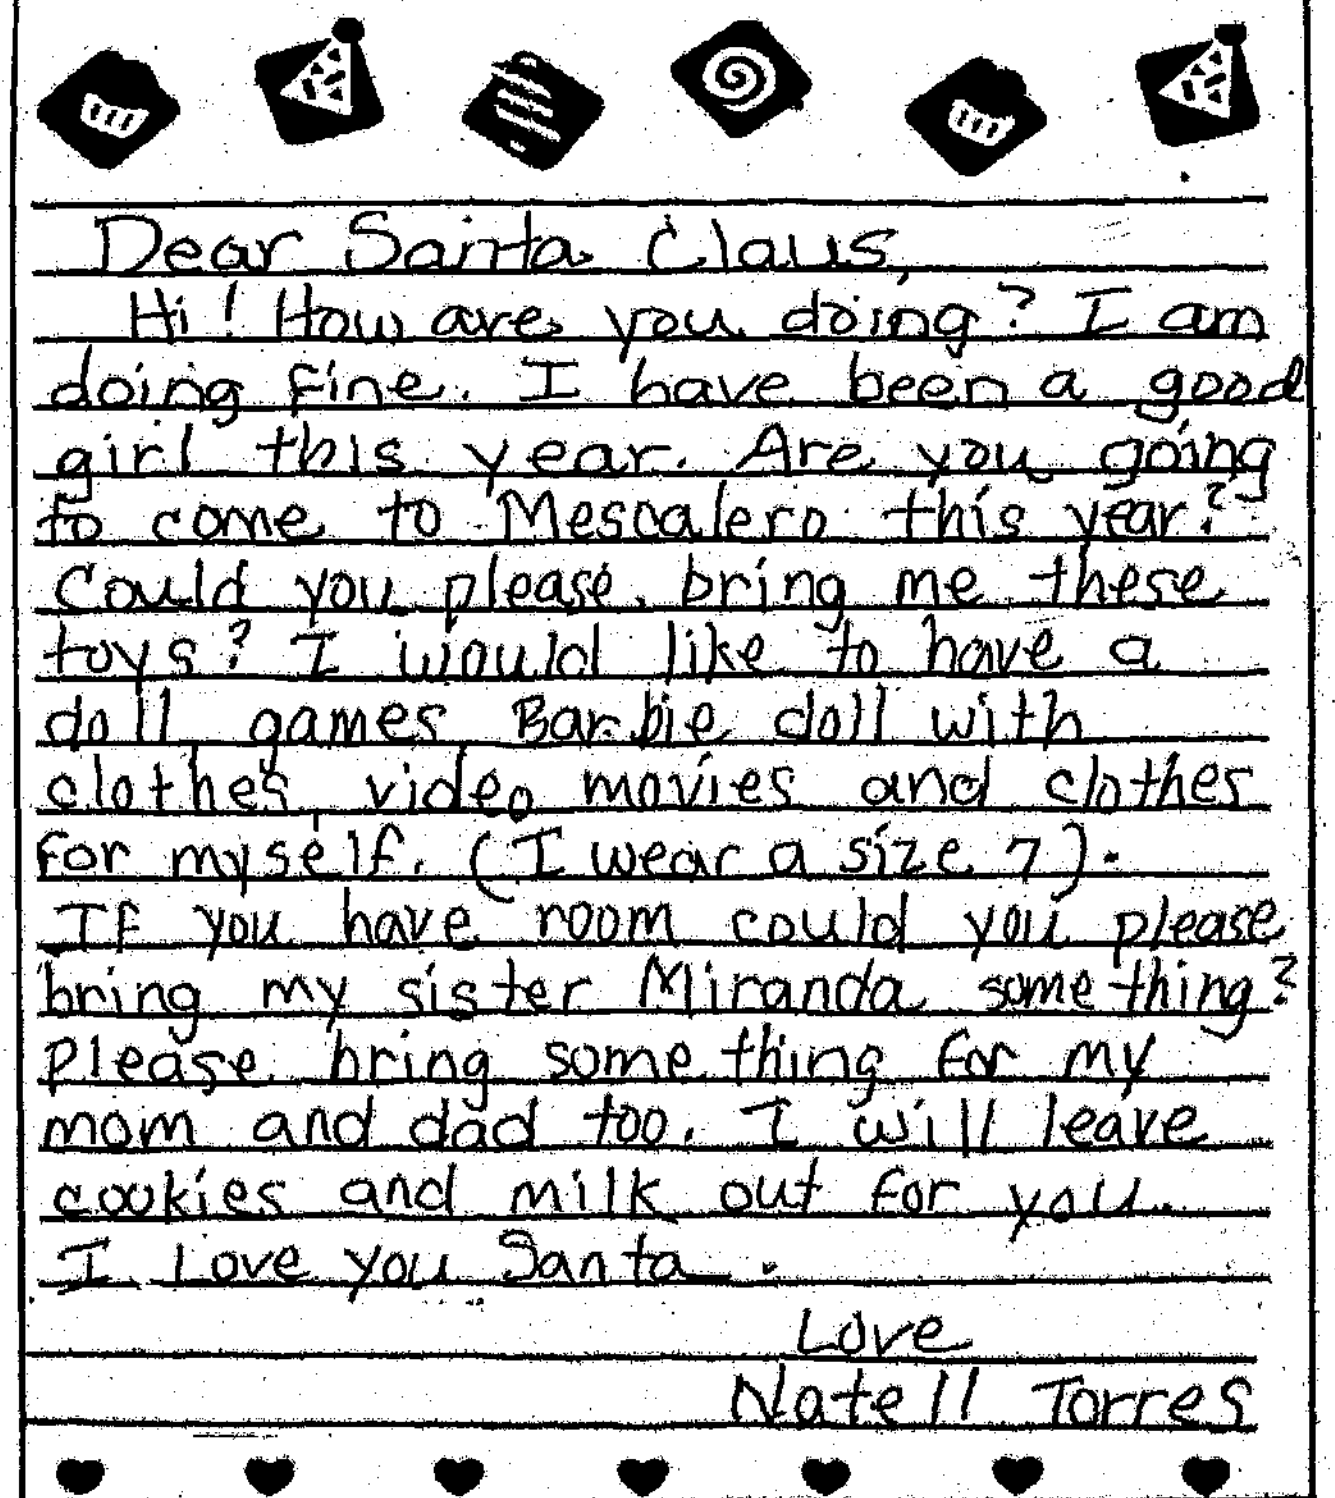 Dear Santa Claus,
Hi! How are you doing? I am
doing fine. I have been a good
girl this year. Are you going
to come to Mescalero this year?
Could you please bring me these
toys? I would like to have a
doll games Barbie doll with
clothes video movies and clothes
for myself. (I wear a size 7).
If you have room could you please
bring my sister Miranda something?
Please bring something for my
mom and dad too. I will leave
cookies and milk out for you.
I Love you Santa.
Love
Natell Torres